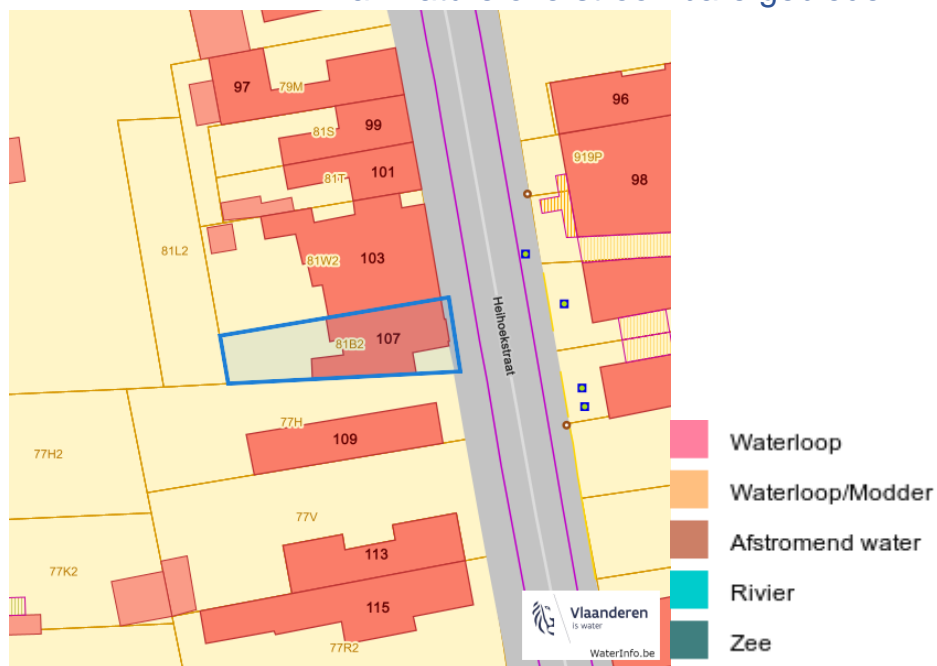 97
79M
96
99
81S
101
81T
919P
98
81L2
103
81W2
107
81B2
Heihoekstraat
77H
109
77H2
77V
113
77K2
115
77R2
Vlaanderen
is water
WaterInfo.be
Waterloop
Waterloop/Modder
Afstromend water
Rivier
Zee